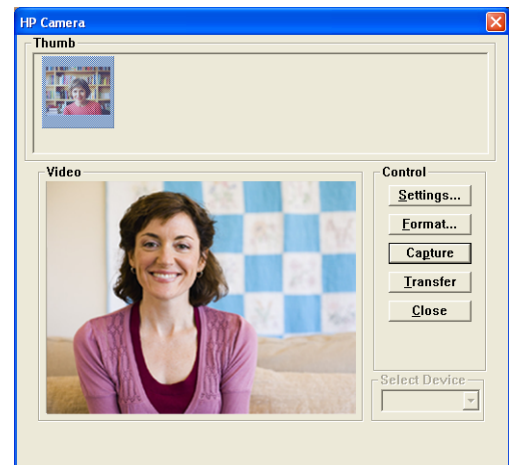 HP Camera
Thumb
Video
Control
Settings...
Format...
Capture
Transfer
Close
Select Device